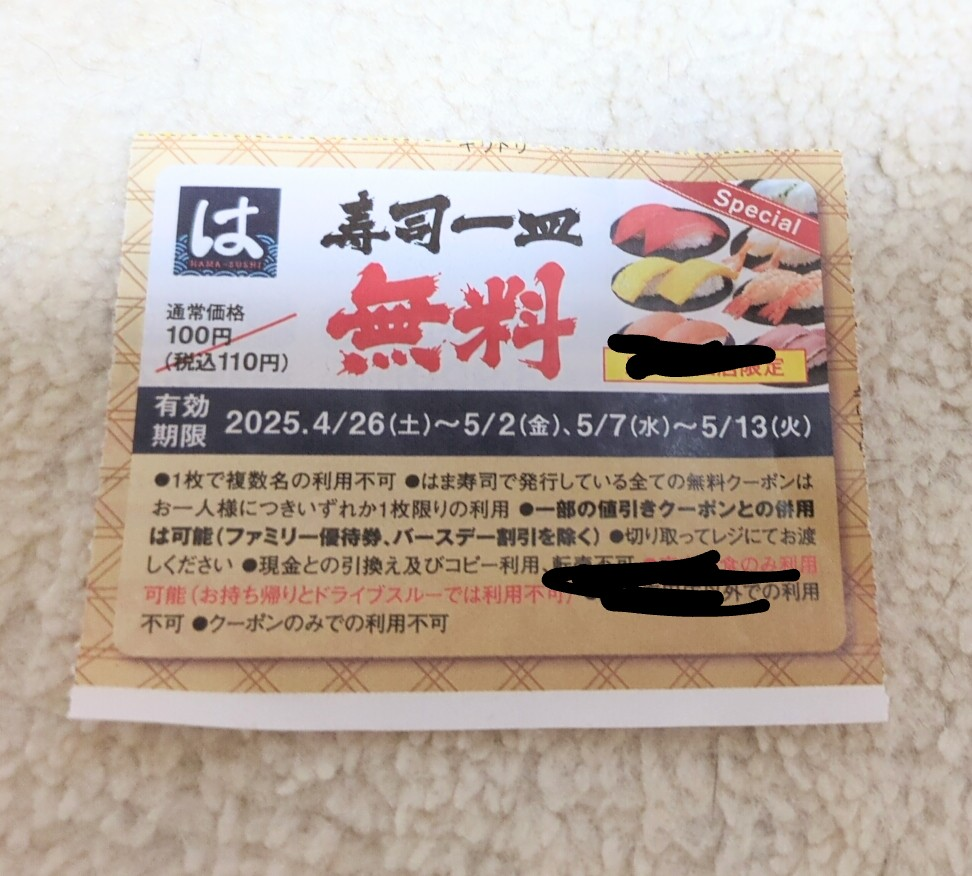 キリトリ
Special
は
HAMA-SUSHI
寿司一皿
無料
通常価格
100円
(税込110円)
店限定
有効期限
2025.4/26(土)～5/2(金)、5/7(水)～5/13(火)
●1枚で複数名の利用不可 ●はま寿司で発行している全ての無料クーポンは
お一人様につきいずれか1枚限りの利用 ●一部の値引きクーポンとの併用
は可能(ファミリー優待券、バースデー割引を除く) ●切り取ってレジにてお渡
しください ●現金との引換え及びコピー利用、転売不可 食のみ利用
可能(お持ち帰りとドライブスルーでは利用不可) 以外での利用
不可 ●クーポンのみでの利用不可